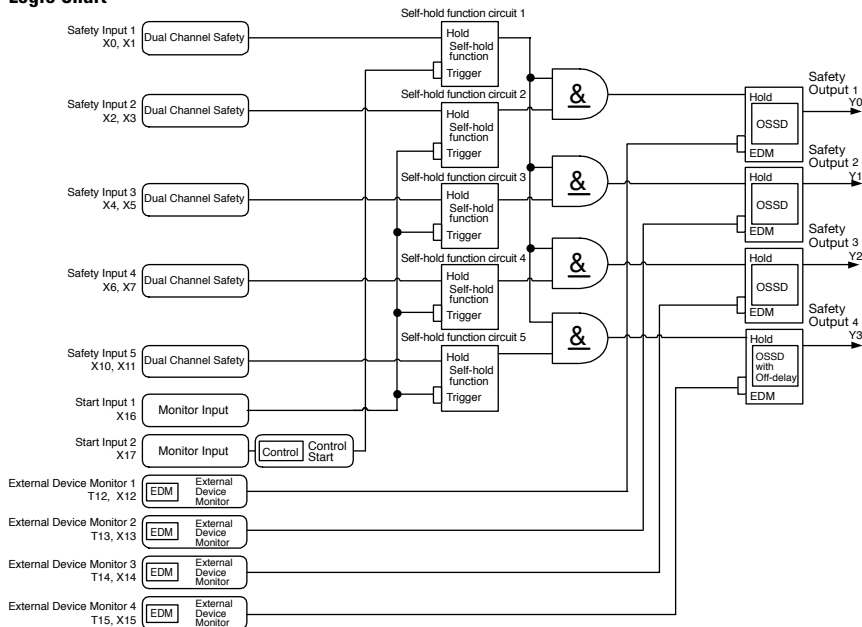 Logic Chart
Self-hold function circuit 1
Safety Input 1
X0, X1
Dual Channel Safety
Hold
Self-hold
function
Trigger
Self-hold function circuit 2
Safety Input 2
X2, X3
Dual Channel Safety
Hold
Self-hold
function
Trigger
Self-hold function circuit 3
Safety Input 3
X4, X5
Dual Channel Safety
Hold
Self-hold
function
Trigger
Self-hold function circuit 4
Safety Input 4
X6, X7
Dual Channel Safety
Hold
Self-hold
function
Trigger
Self-hold function circuit 5
Safety Input 5
X10, X11
Dual Channel Safety
Hold
Self-hold
function
Trigger
&
&
&
&
Hold
OSSD
EDM
Safety
Output 1
Y0
Hold
OSSD
EDM
Safety
Output 2
Y1
Hold
OSSD
EDM
Safety
Output 3
Y2
Hold
OSSD
with
Off-delay
EDM
Safety
Output 4
Y3
Start Input 1
X16
Monitor Input
Start Input 2
X17
Monitor Input
Control
Control
Start
External Device Monitor 1
T12, X12
EDM
External
Device
Monitor
External Device Monitor 2
T13, X13
EDM
External
Device
Monitor
External Device Monitor 3
T14, X14
EDM
External
Device
Monitor
External Device Monitor 4
T15, X15
EDM
External
Device
Monitor